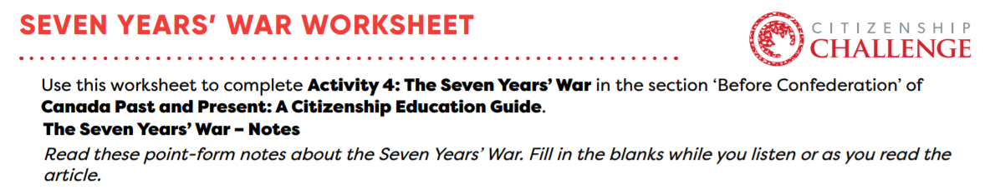 SEVEN YEARS’ WAR WORKSHEET
CITIZENSHIP
CHALLENGE
Use this worksheet to complete Activity 4: The Seven Years’ War in the section ‘Before Confederation’ of
Canada Past and Present: A Citizenship Education Guide.
The Seven Years’ War – Notes
Read these point-form notes about the Seven Years’ War. Fill in the blanks while you listen or as you read the
article.